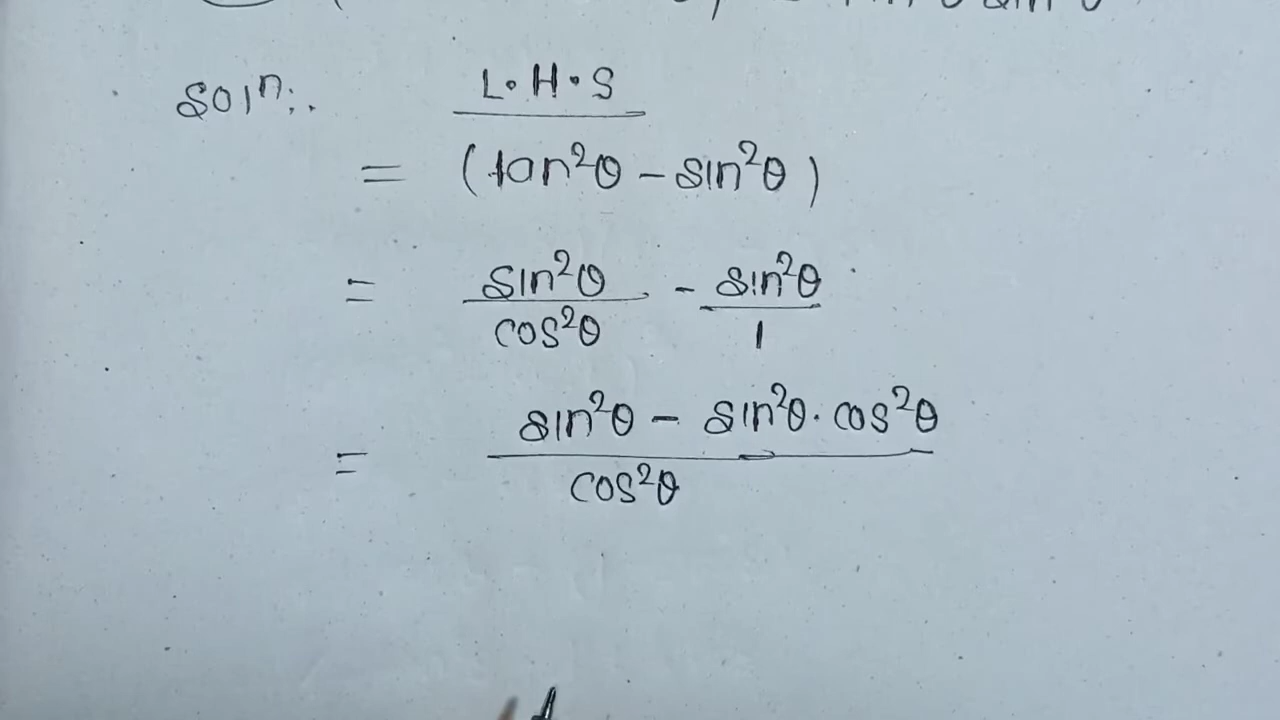 Soln:.
L.H.S
= (tan²θ - sin²θ)
= sin²θ/cos²θ - sin²θ/1
= sin²θ - sin²θ.cos²θ/cos²θ